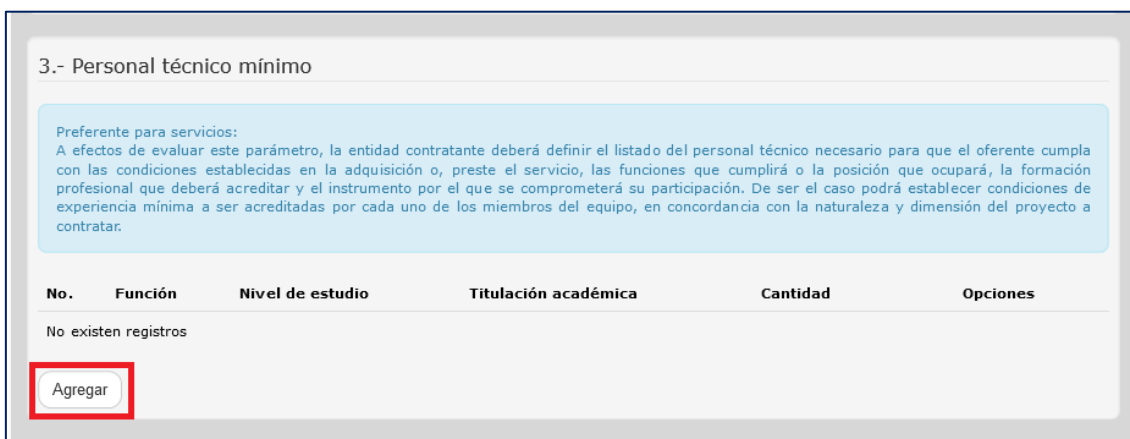 3.- Personal técnico mínimo
Preferente para servicios:
A efectos de evaluar este parámetro, la entidad contratante deberá definir el listado del personal técnico necesario para que el oferente cumpla
con las condiciones establecidas en la adquisición o, preste el servicio, las funciones que cumplirá o la posición que ocupará, la formación
profesional que deberá acreditar y el instrumento por el que se comprometerá su participación. De ser el caso podrá establecer condiciones de
experiencia mínima a ser acreditadas por cada uno de los miembros del equipo, en concordancia con la naturaleza y dimensión del proyecto a
contratar.
No. Función Nivel de estudio Titulación académica Cantidad Opciones
No existen registros
Agregar